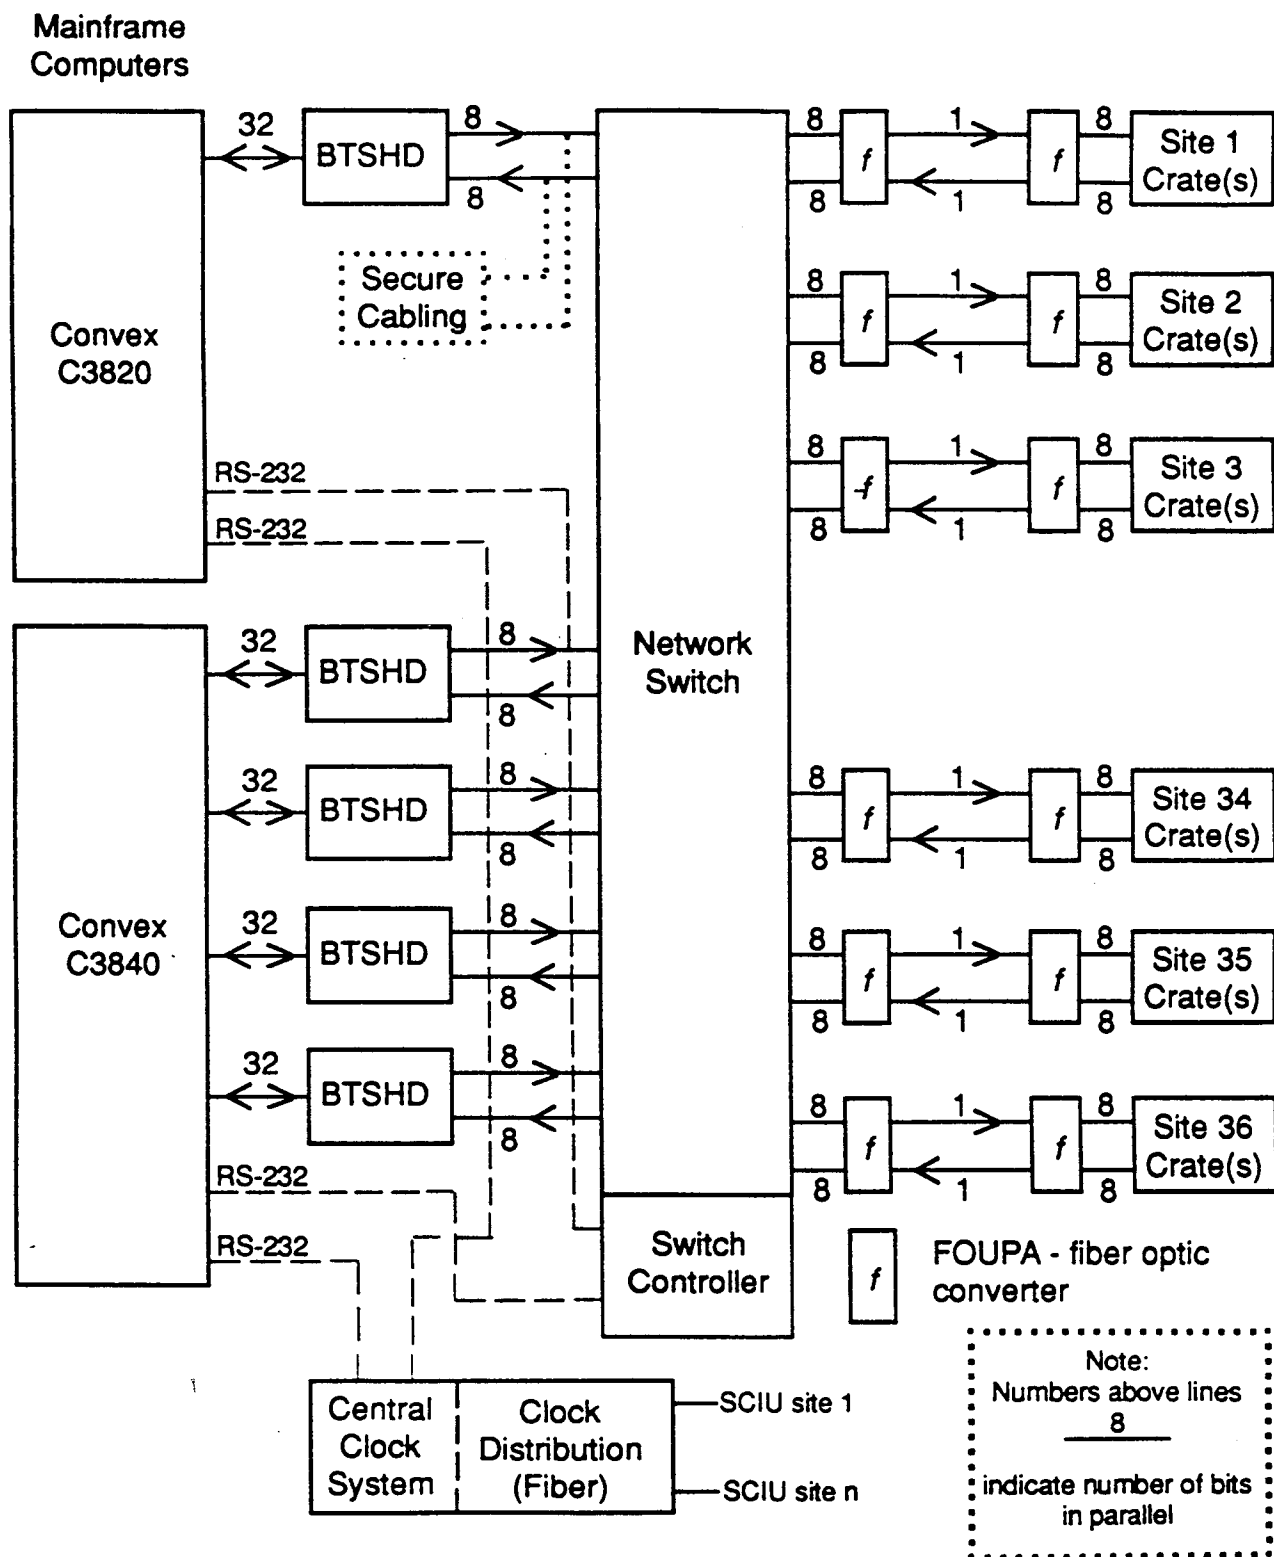 Mainframe
Computers
Convex
C3820
32
BTSHD
8
8
Secure
Cabling
RS-232
RS-232
Convex
C3840
32
BTSHD
8
8
32
BTSHD
8
8
32
BTSHD
8
8
32
BTSHD
8
8
RS-232
RS-232
Network
Switch
Switch
Controller
8
8
f
1
1
f
8
8
Site 1
Crate(s)
8
8
f
1
1
f
8
8
Site 2
Crate(s)
8
8
f
1
1
f
8
8
Site 3
Crate(s)
8
8
f
1
1
f
8
8
Site 34
Crate(s)
8
8
f
1
1
f
8
8
Site 35
Crate(s)
8
8
f
1
1
f
8
8
Site 36
Crate(s)
f
FOUPA - fiber optic
converter
Central
Clock
System
Clock
Distribution
(Fiber)
SCIU site 1
SCIU site n
Note:
Numbers above lines
8
indicate number of bits
in parallel